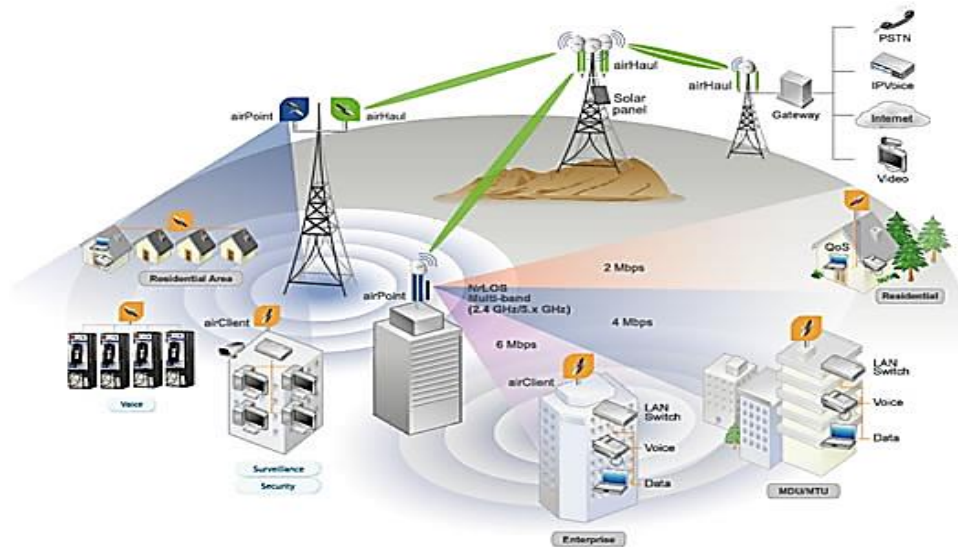 PSTN
IPVoice
Internet
Video
Gateway
airHaul
airHaul
Solar
panel
airPoint
airHaul
Residential Area
airPoint
NrLOS
Multi-band
(2.4 GHz/5.x GHz)
2 Mbps
4 Mbps
6 Mbps
QoS
Residential
airClient
Voice
Surveillance
Security
airClient
LAN
Switch
Voice
Data
Enterprise
LAN
Switch
Voice
Data
MDU/MTU